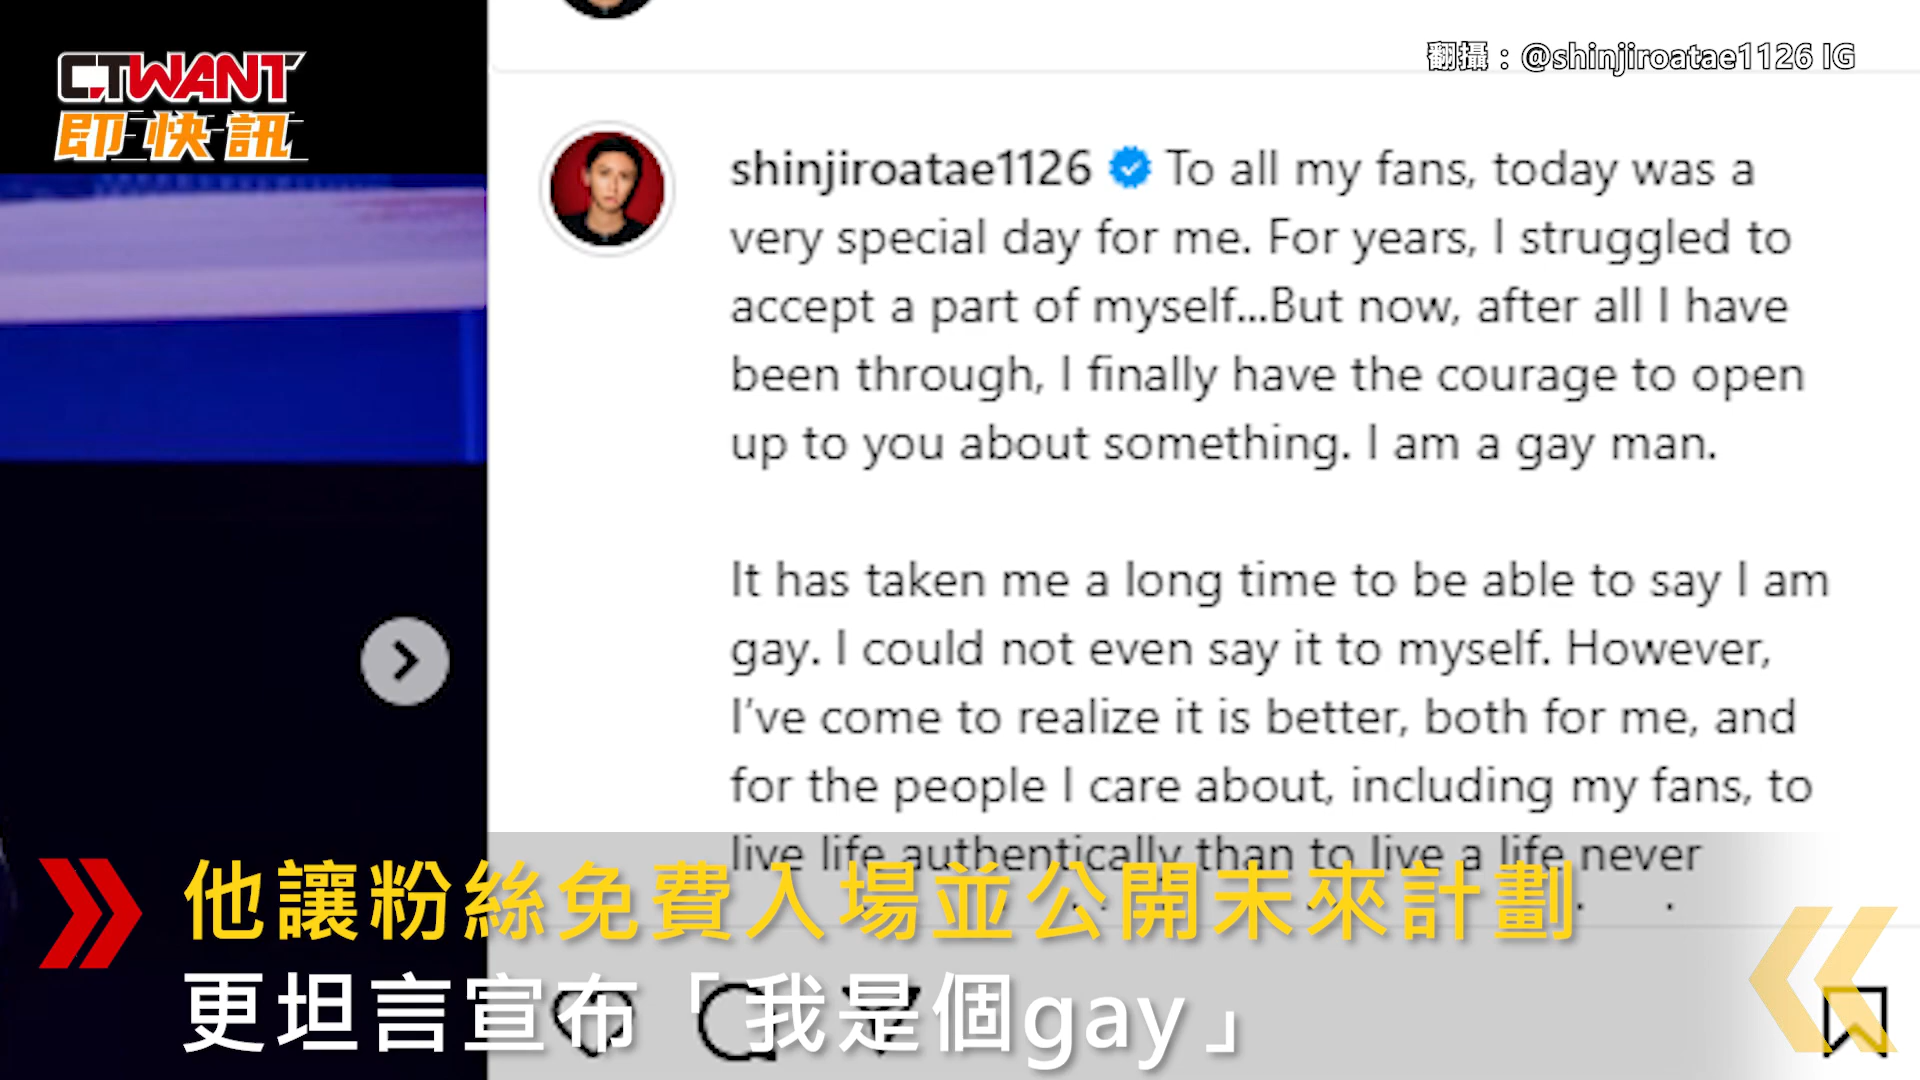 CTWANT
即快訊
翻攝：@shinjiroatae1126 IG
shinjiroatae1126 To all my fans, today was a
very special day for me. For years, I struggled to
accept a part of myself...But now, after all I have
been through, I finally have the courage to open
up to you about something. I am a gay man.
It has taken me a long time to be able to say I am
gay. I could not even say it to myself. However,
I've come to realize it is better, both for me, and
for the people I care about, including my fans, to
live life authentically than to live a life never
他讓粉絲免費入場並公開未來計劃
更坦言宣布「我是個gay」